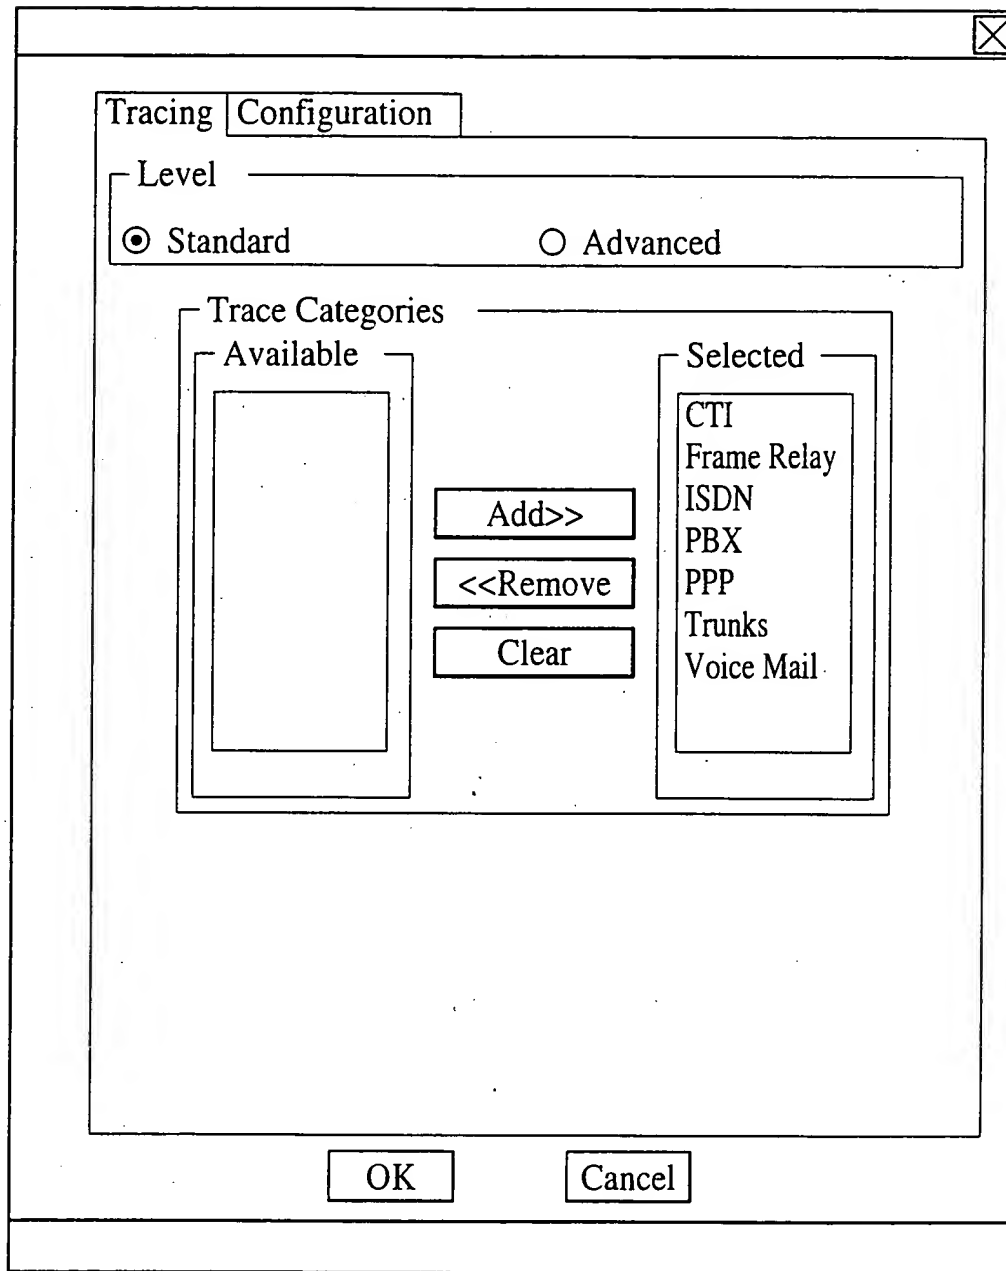 Tracing Configuration
Level
Standard Advanced
Trace Categories
Available Selected
CTI
Frame Relay
ISDN
PBX
PPP
Trunks
Voice Mail
Add>>
<<Remove
Clear
OK Cancel